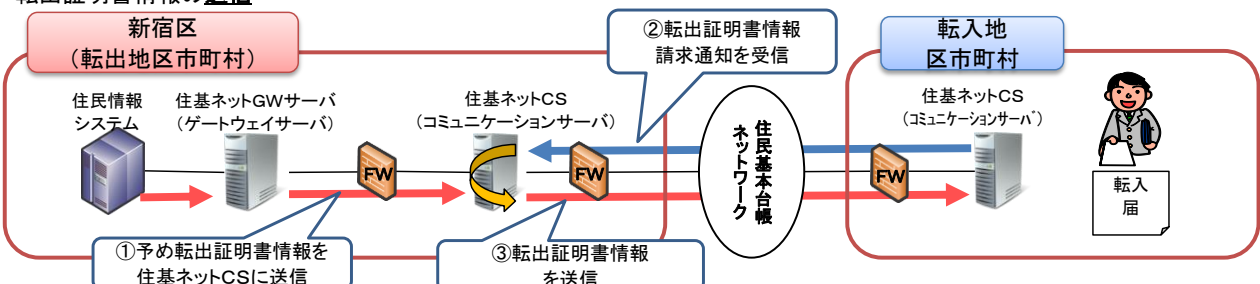 転出証明書情報の送信
新宿区
（転出地区市町村）
②転出証明書情報
請求通知を受信
転入地
区市町村
住民情報
システム
住基ネットGWサーバ
（ゲートウェイサーバ）
住基ネットCS
（コミュニケーションサーバ）
住民基本台帳
ネットワーク
住基ネットCS
（コミュニケーションサーバ）
FW
FW
FW
転入
届
①予め転出証明書情報を
住基ネットCSに送信
③転出証明書情報
を送信